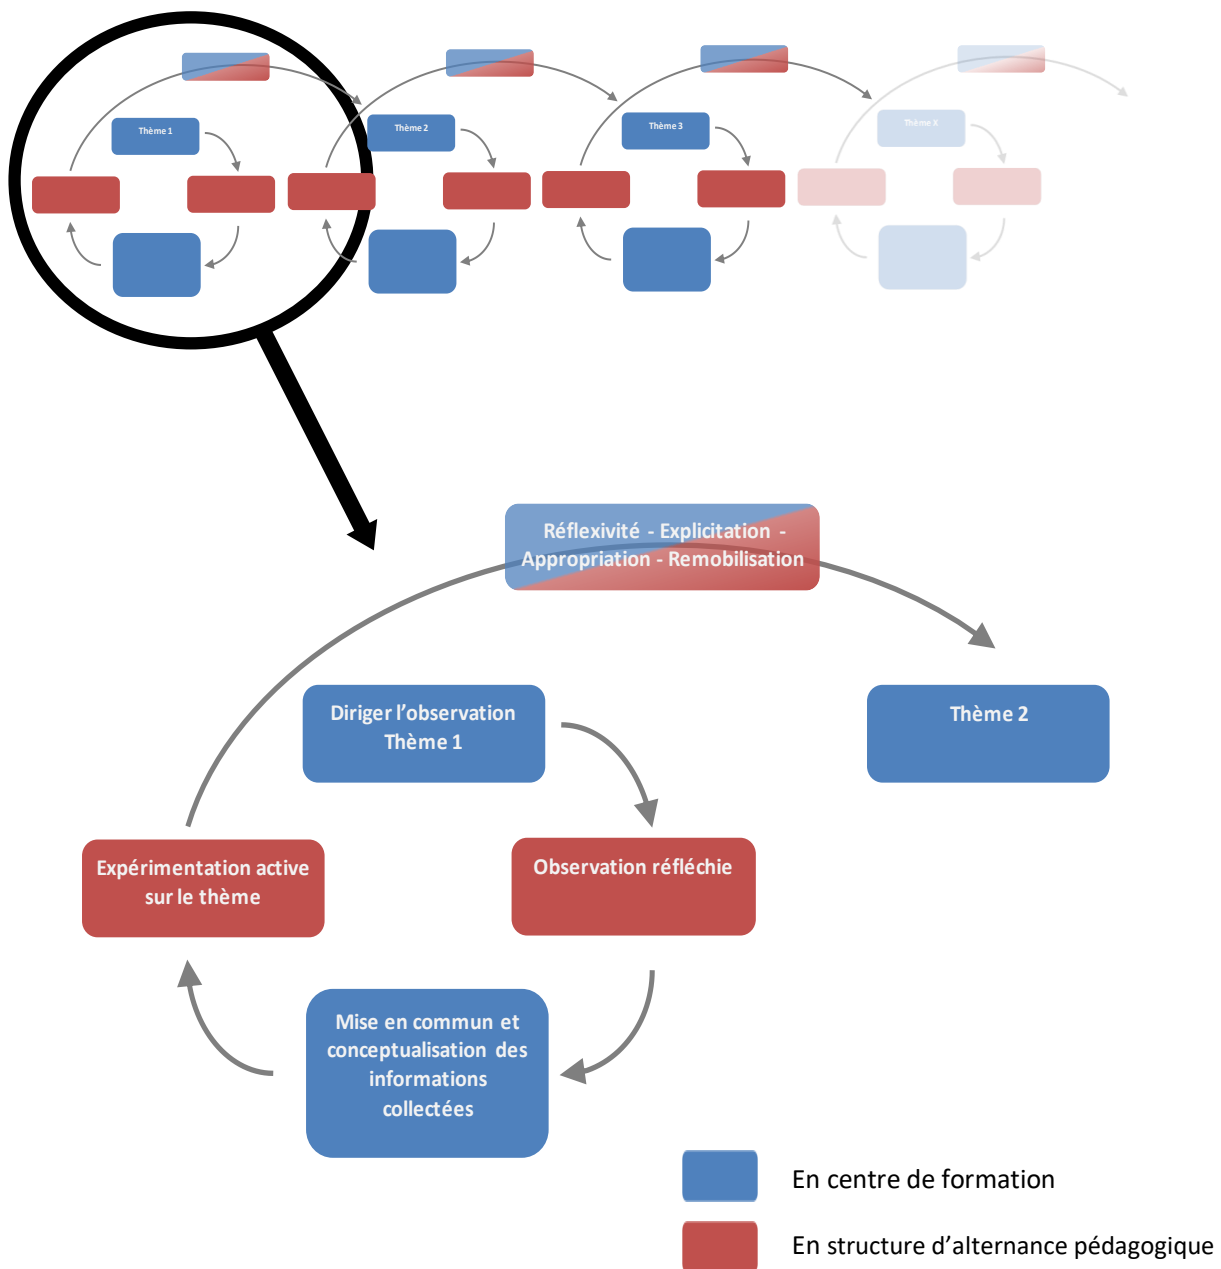 Thème 1
Thème 2
Thème 3
Thème X
Réflexivité - Explicitation -
Appropriation - Remobilisation
Diriger l’observation
Thème 1
Thème 2
Expérimentation active
sur le thème
Observation réfléchie
Mise en commun et
conceptualisation des
informations
collectées
En centre de formation
En structure d’alternance pédagogique